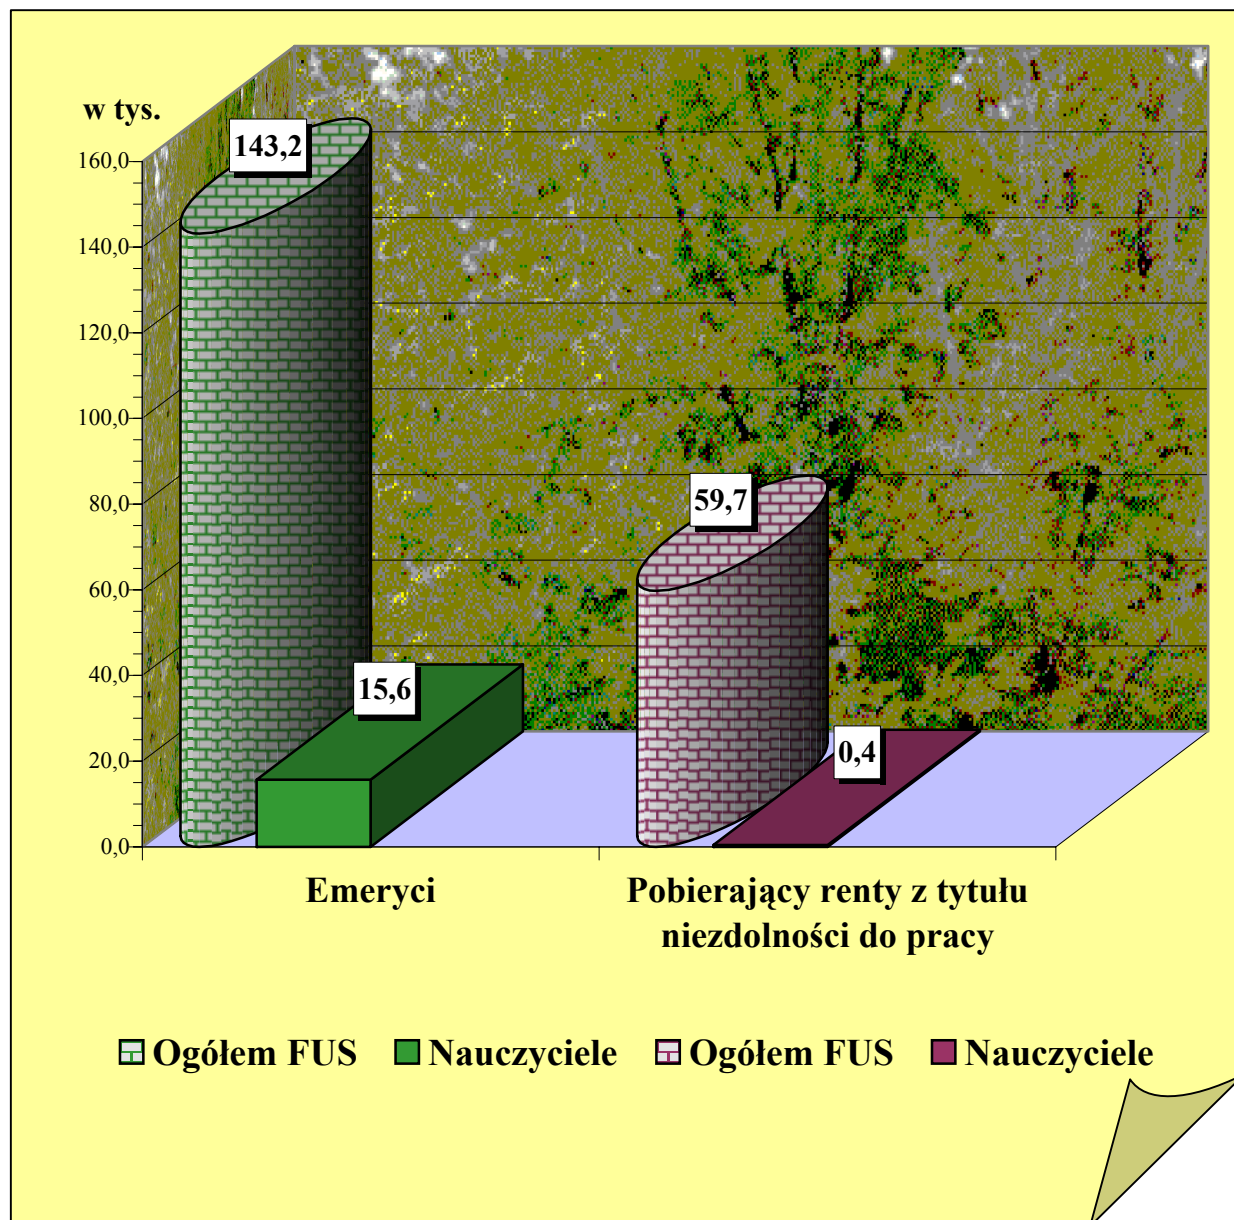 w tys.
160,0
140,0
120,0
100,0
80,0
60,0
40,0
20,0
0,0
143,2
15,6
59,7
0,4
Emeryci
Pobierający renty z tytułu
niezdolności do pracy
Ogółem FUS Nauczyciele Ogółem FUS Nauczyciele